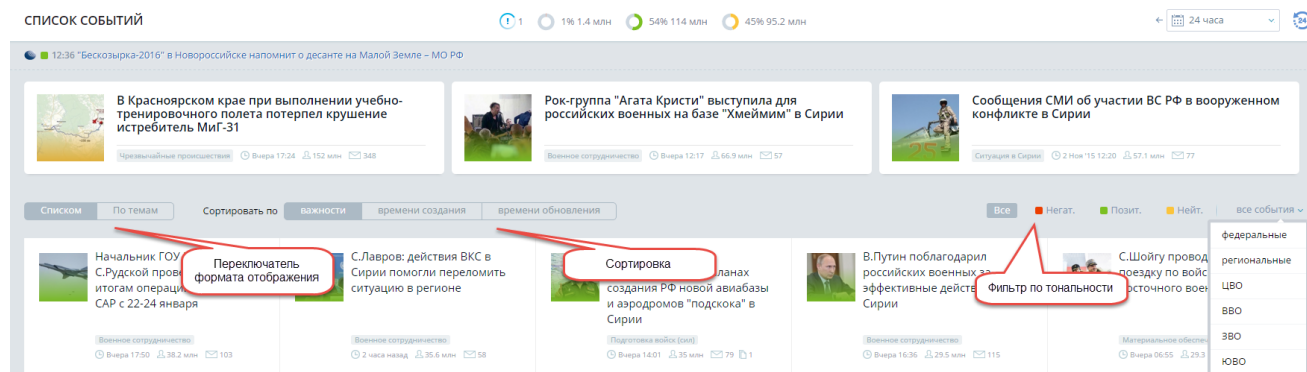 СПИСОК СОБЫТИЙ
1 1% 1.4 млн 54% 114 млн 45% 95.2 млн
← 24 часа
24
12:36 "Бескозырка-2016" в Новороссийске напомнит о десанте на Малой Земле – МО РФ
В Красноярском крае при выполнении учебно-
тренировочного полета потерпел крушение
истребитель МиГ-31
Чрезвычайные происшествия Вчера 17:24 152 млн 348
Рок-группа "Агата Кристи" выступила для
российских военных на базе "Хмеймим" в Сирии
Военное сотрудничество Вчера 12:17 66.9 млн 57
Сообщения СМИ об участии ВС РФ в вооруженном
конфликте в Сирии
Ситуация в Сирии 2 Ноя '15 12:20 57.1 млн 77
Списком По темам Сортировать по важности времени создания времени обновления
Все Негат. Позит. Нейт. все события
федеральные
региональные
ЦВО
ВВО
ЗВО
ЮВО
Переключатель
формата отображения
Сортировка
Фильтр по тональности
Начальник ГОУ
С.Рудской
итогам
САР с 22-24 января
Военное сотрудничество
Вчера 17:50 38.2 млн 103
С.Лавров: действия ВКС в
Сирии помогли переломить
ситуацию в регионе
Военное сотрудничество
2 часа назад 35.6 млн 58
создания РФ новой авиабазы
и аэродромов "подскока" в
Сирии
Подготовка войск (сил)
Вчера 14:01 35 млн 79 1
В.Путин поблагодарил
российских военных за
эффективные
Сирии
Военное сотрудничество
Вчера 16:36 29.5 млн 115
С.Шойгу
поездку по
Вчера 06:55 29.3